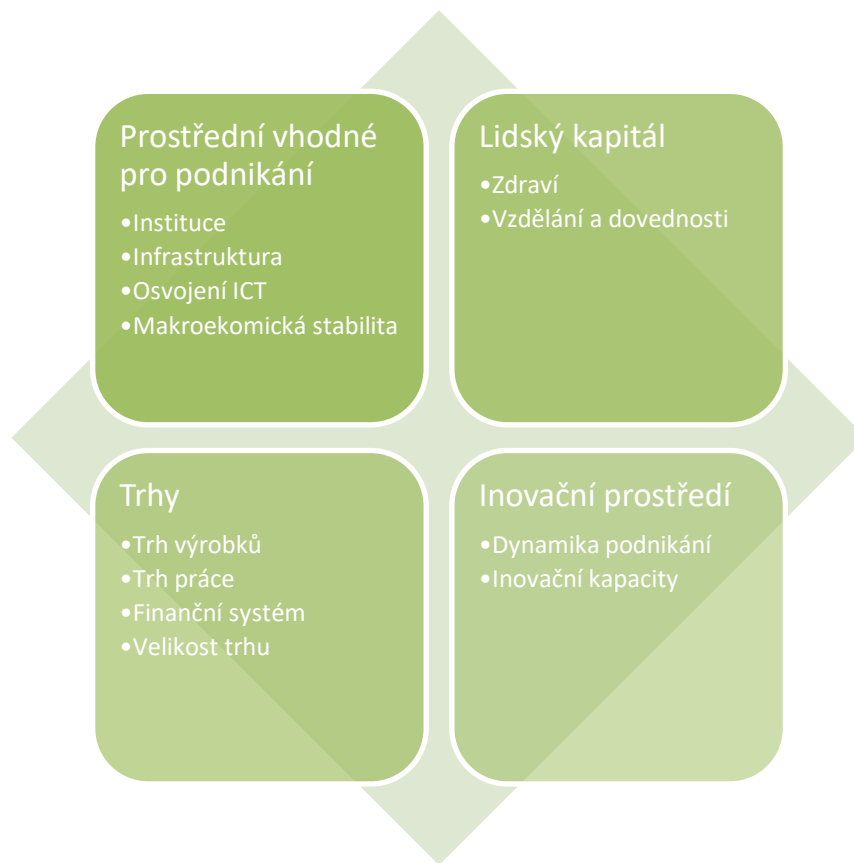 Prostřední vhodné
pro podnikání
•Instituce
•Infrastruktura
•Osvojení ICT
•Makroekomická stabilita
Lidský kapitál
•Zdraví
•Vzdělání a dovednosti
Trhy
•Trh výrobků
•Trh práce
•Finanční systém
•Velikost trhu
Inovační prostředí
•Dynamika podnikání
•Inovační kapacity